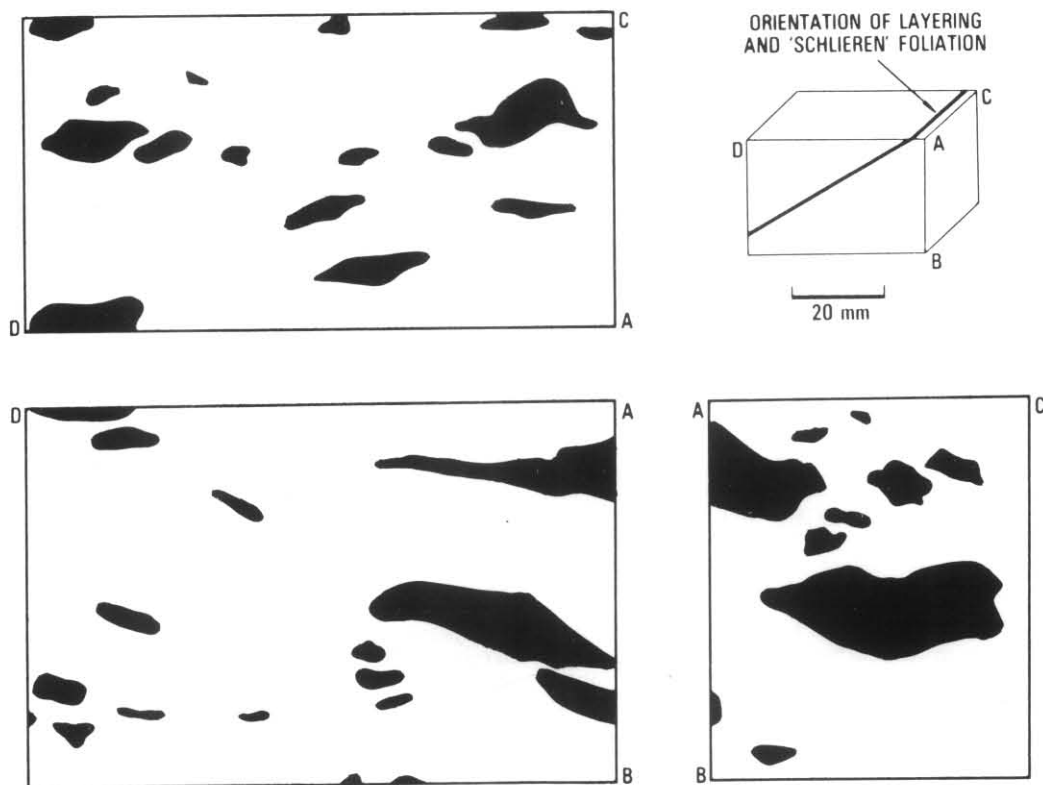 C
ORIENTATION OF LAYERING
AND 'SCHLIEREN' FOLIATION
C
D
A
B
20 mm
D
A
D
A
B
A
C
B